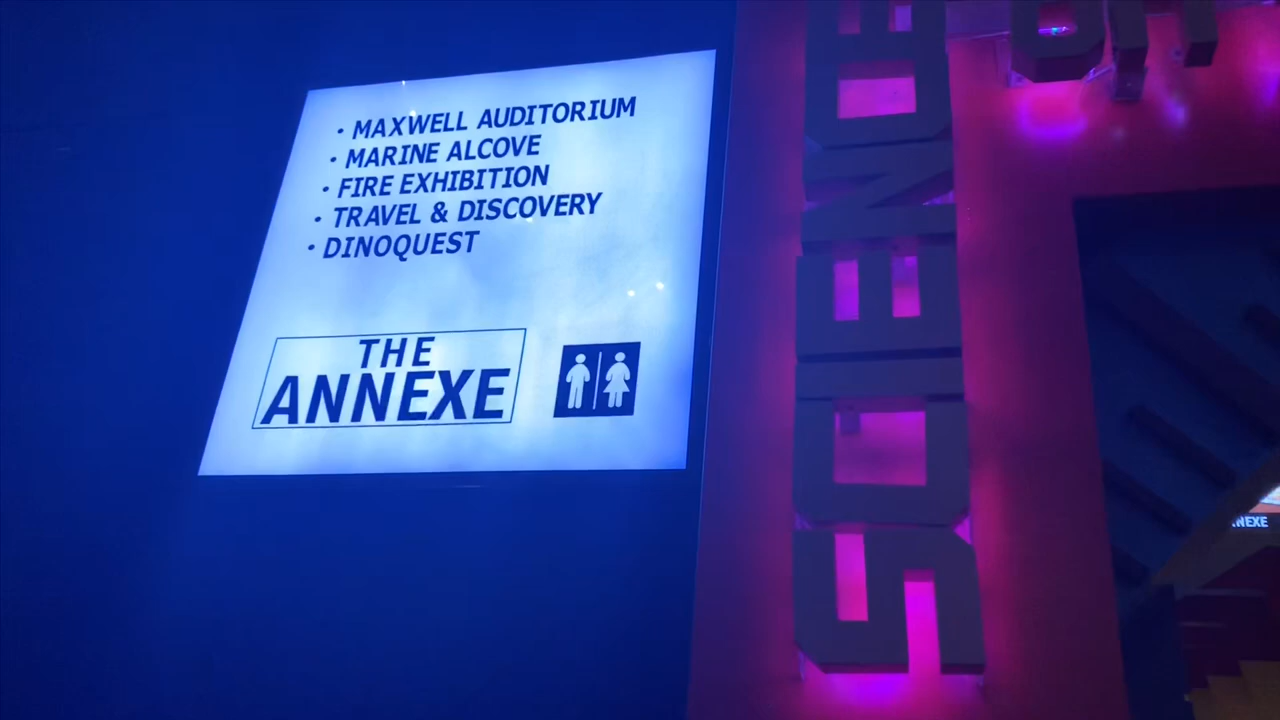 • MAXWELL AUDITORIUM
• MARINE ALCOVE
• FIRE EXHIBITION
• TRAVEL & DISCOVERY
• DINOQUEST
THE
ANNEXE
SCIENCE